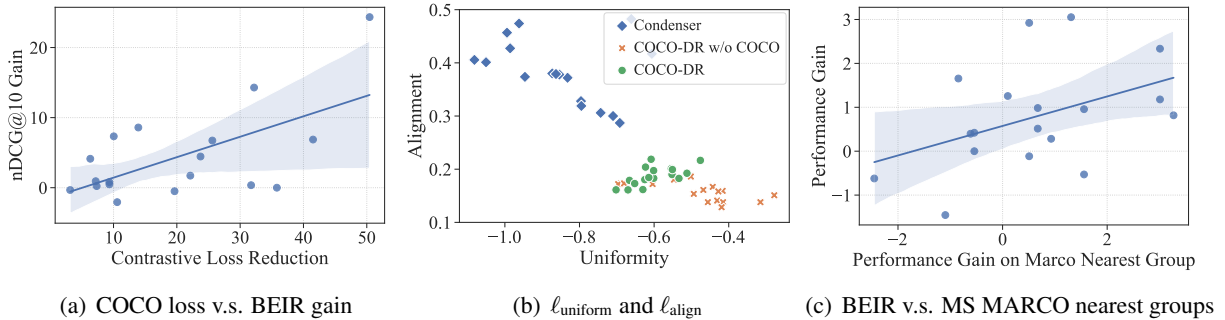 nDCG@10 Gain
20
10
0
10
20
30
40
50
Contrastive Loss Reduction
(a) COCO loss v.s. BEIR gain
Alignment
0.5
0.4
0.3
0.2
0.1
Condenser
COCO-DR w/o COCO
COCO-DR
−1.0
−0.8
−0.6
−0.4
Uniformity
(b) ℓuniform and ℓalign
Performance Gain
3
2
1
0
−1
−2
0
2
Performance Gain on Marco Nearest Group
(c) BEIR v.s. MS MARCO nearest groups